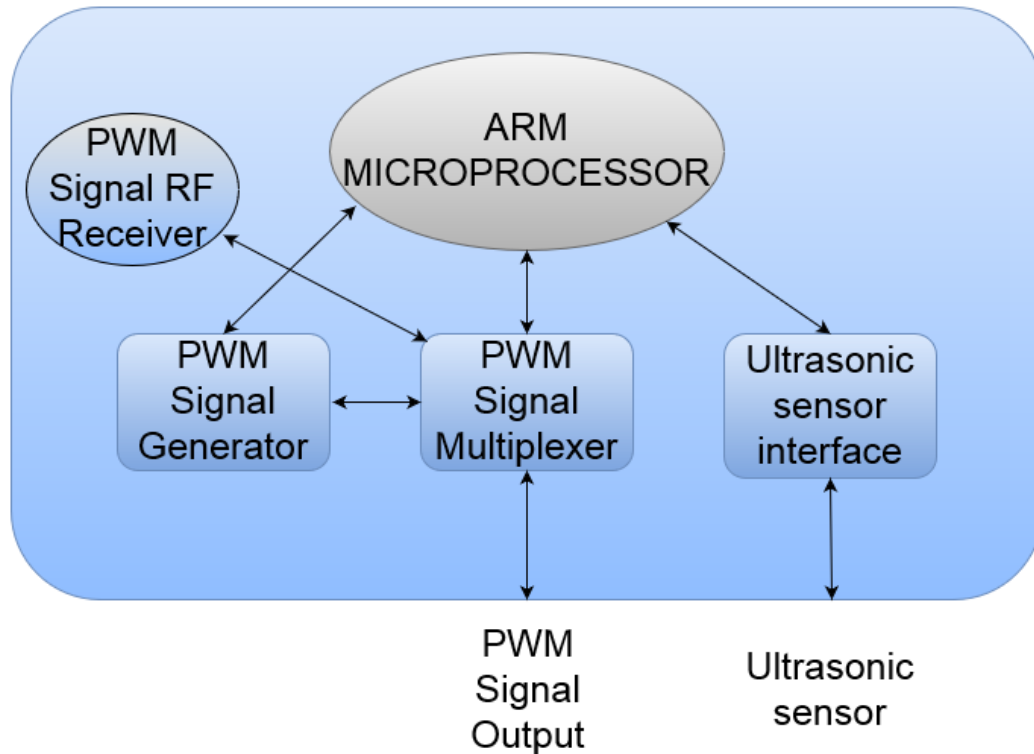 ARM
MICROPROCESSOR
PWM
Signal RF
Receiver
PWM
Signal
Generator
PWM
Signal
Multiplexer
Ultrasonic
sensor
interface
PWM
Signal
Output
Ultrasonic
sensor